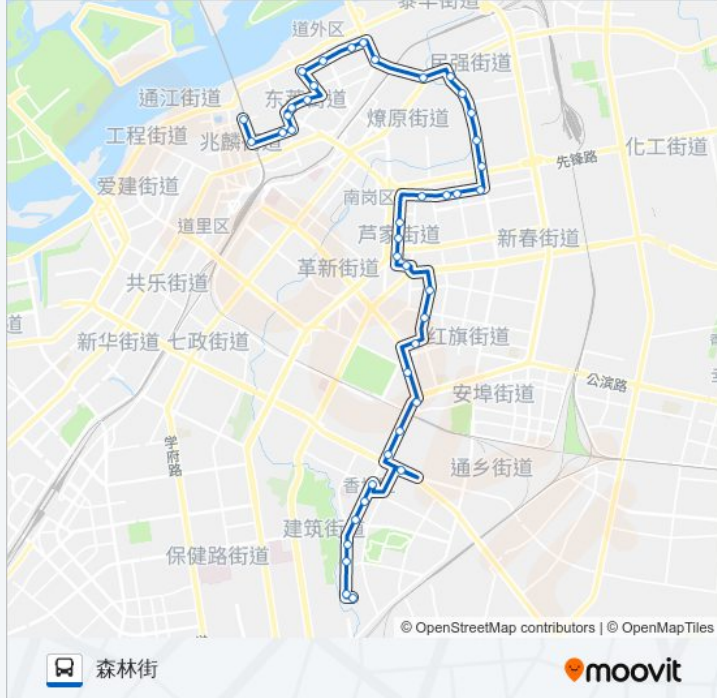 泰半街道
道外区
民强街道
通江街道
东莱街道
燎原街道
工程街道
兆麟街道
化工街道
先锋路
爱建街道
南岗区
道里区
芦家街道
新春街道
革新街道
共乐街道
道
新华街道
七政街道
红旗街道
公滨路
安埠街道
学府路
通乡街道
香坊区
建筑街道
保健路街道
© OpenStreetMap contributors | © OpenMapTiles
森林街
moovit